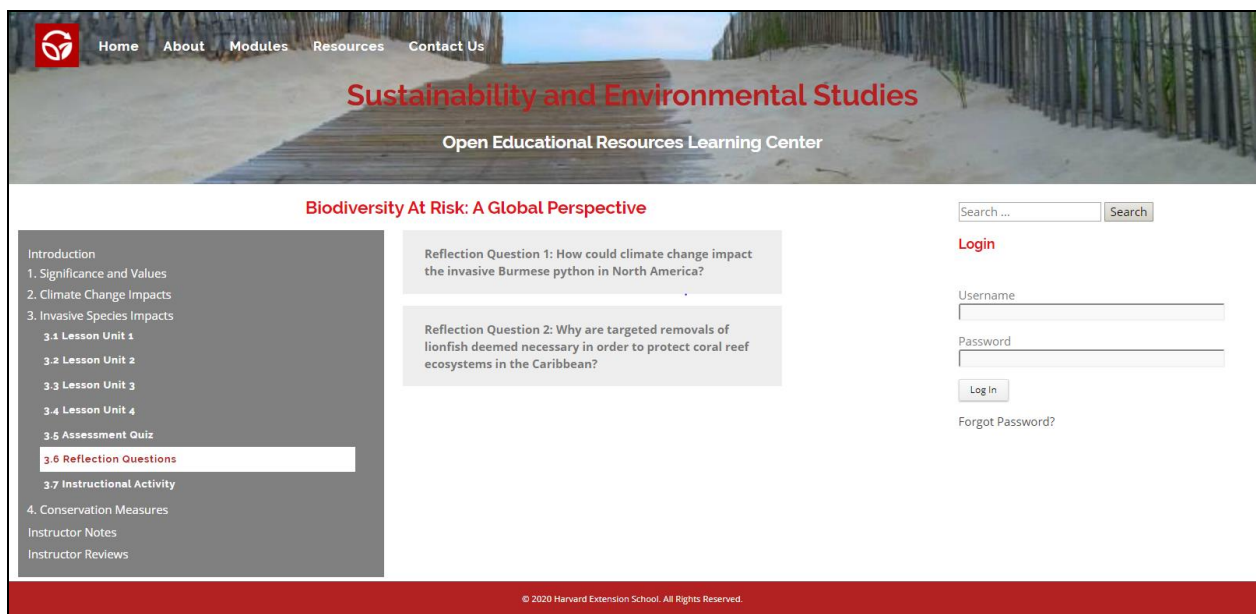 Home About Modules Resources Contact Us
Sustainability and Environmental Studies
Open Educational Resources Learning Center
Biodiversity At Risk: A Global Perspective
Introduction
1. Significance and Values
2. Climate Change Impacts
3. Invasive Species Impacts
3.1 Lesson Unit 1
3.2 Lesson Unit 2
3.3 Lesson Unit 3
3.4 Lesson Unit 4
3.5 Assessment Quiz
3.6 Reflection Questions
3.7 Instructional Activity
4. Conservation Measures
Instructor Notes
Instructor Reviews
Reflection Question 1: How could climate change impact
the invasive Burmese python in North America?
Reflection Question 2: Why are targeted removals of
lionfish deemed necessary in order to protect coral reef
ecosystems in the Caribbean?
Search ... Search
Login
Username
Password
Log In
Forgot Password?
© 2020 Harvard Extension School. All Rights Reserved.